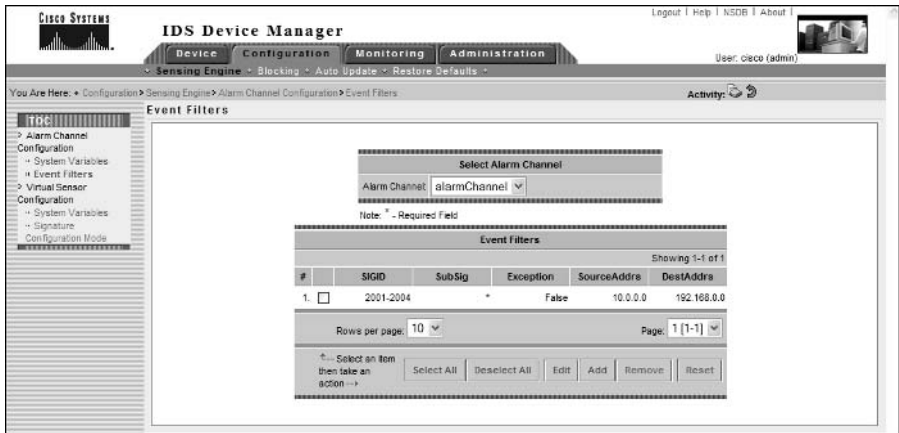 CISCO SYSTEMS
IDS Device Manager
Logout | Help | NSDB | About |
Device Configuration Monitoring Administration
User: cisco (admin)
Sensing Engine Blocking Auto Update Restore Defaults
You Are Here: Configuration > Sensing Engine > Alarm Channel Configuration > Event Filters
Activity:
Event Filters
TOC
> Alarm Channel
Configuration
System Variables
Event Filters
> Virtual Sensor
Configuration
System Variables
Signature
Configuration Mode
Select Alarm Channel
Alarm Channel: alarmChannel
Note: * - Required Field
Event Filters
Showing 1-1 of 1
# SIGID SubSig Exception SourceAddrs DestAddrs
1. 2001-2004 * False 10.0.0.0 192.168.0.0
Rows per page: 10
Page: 1 [1-1]
Select an item
then take an
action -->
Select All Deselect All Edit Add Remove Reset